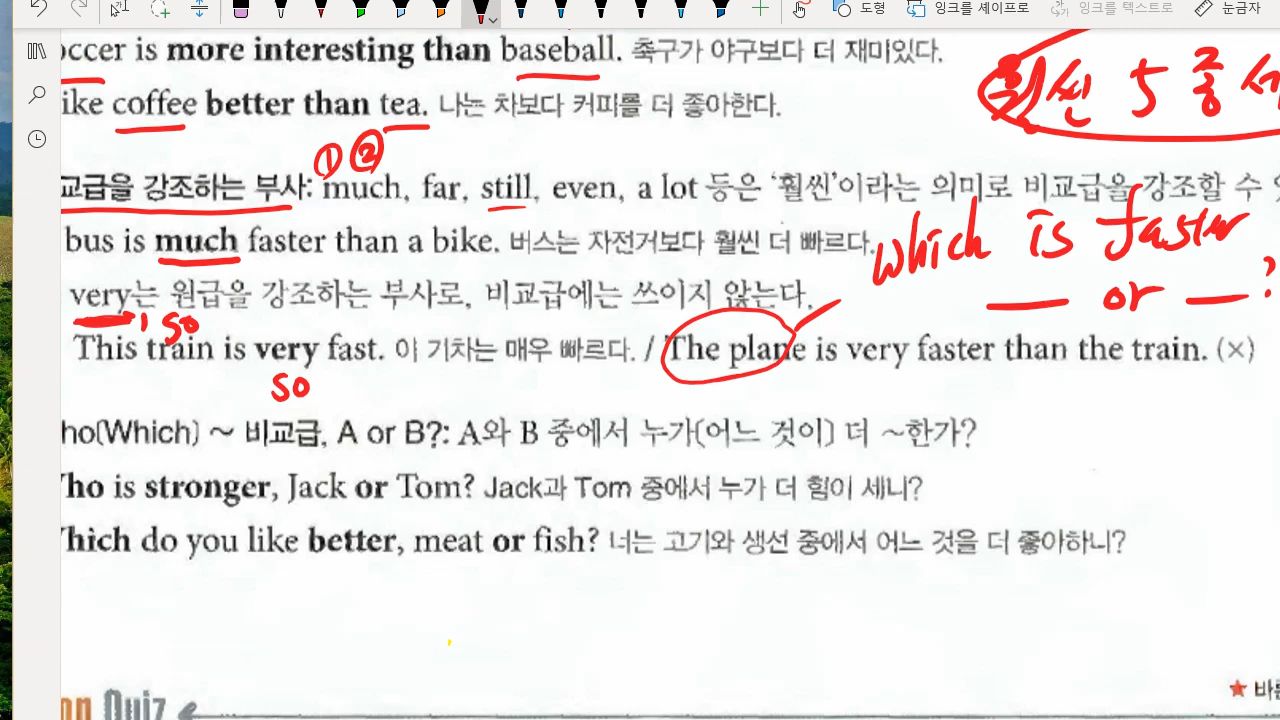 도형 잉크를 셰이프로 잉크를 텍스트로 눈금자
occer is more interesting than baseball. 축구가 야구보다 더 재미있다.
훨씬 5 중세
ike coffee better than tea. 나는 차보다 커피를 더 좋아한다.
① ②
교급을 강조하는 부사: much, far, still, even, a lot 등은 '훨씬'이라는 의미로 비교급을 강조할 수
bus is much faster than a bike. 버스는 자전거보다 훨씬 더 빠르다.
which is faster
or ?
very는 원급을 강조하는 부사로, 비교급에는 쓰이지 않는다.
, so
This train is very fast. 이 기차는 매우 빠르다. / The plane is very faster than the train. (×)
so
ho(Which) ~ 비교급, A or B?: A와 B 중에서 누가(어느 것이) 더 ~한가?
ho is stronger, Jack or Tom? Jack과 Tom 중에서 누가 더 힘이 세니?
hich do you like better, meat or fish? 너는 고기와 생선 중에서 어느 것을 더 좋아하니?
★ 바른
on Quiz